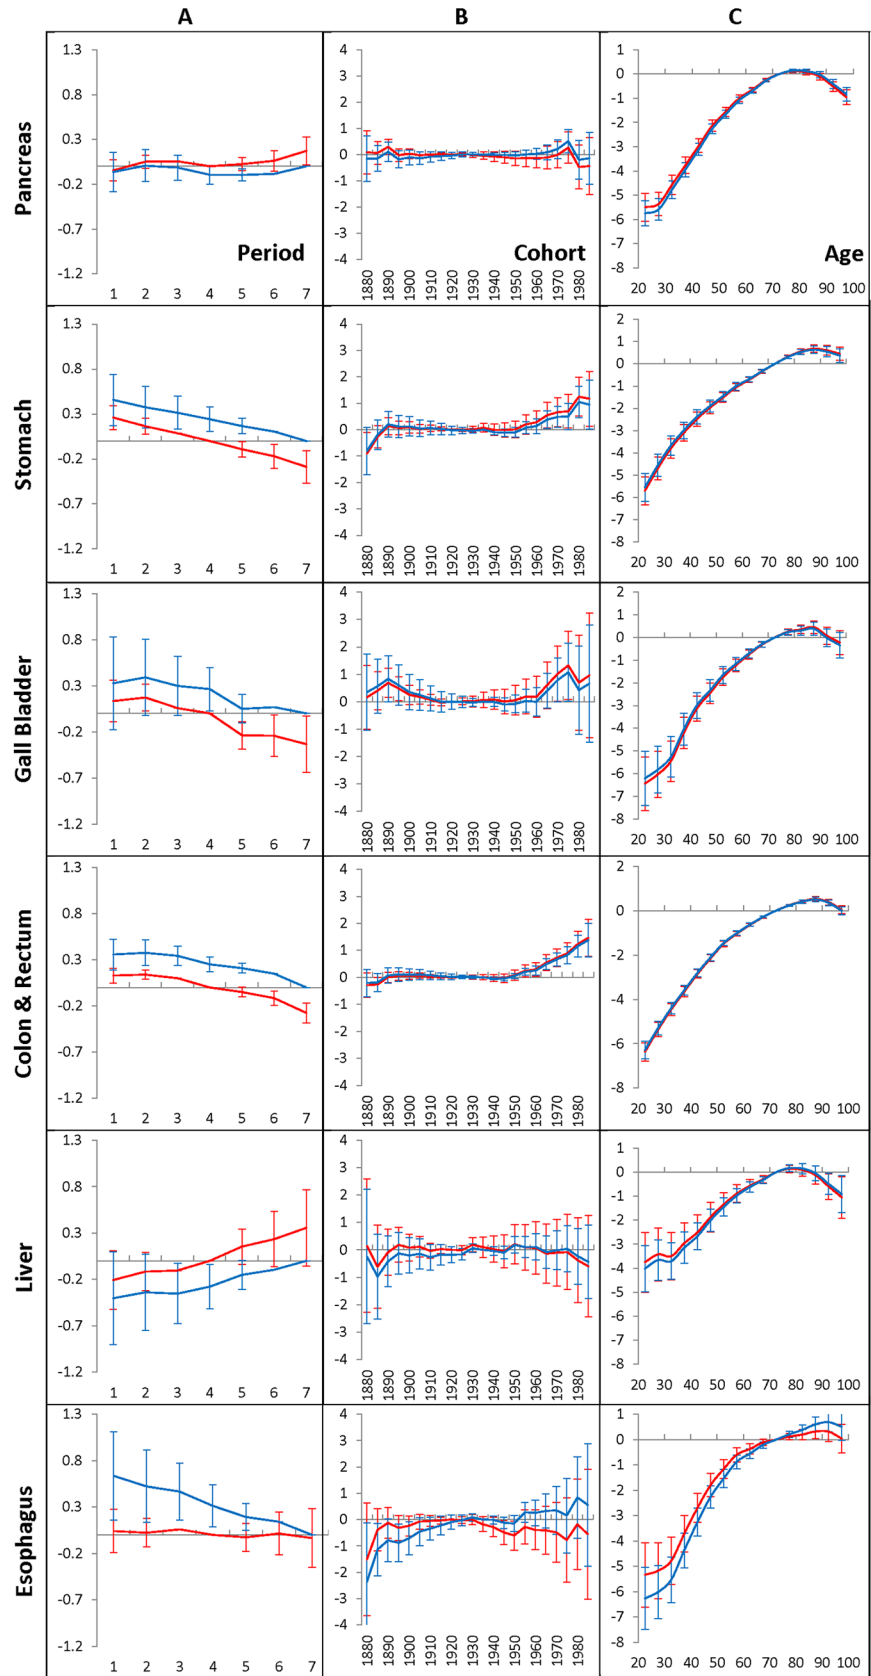 A B C
Pancreas
1.3 0.8 0.3 -0.2 -0.7 -1.2
Period
1 2 3 4 5 6 7
4 3 2 1 0 -1 -2 -3 -4
Cohort
1880 1890 1900 1910 1920 1930 1940 1950 1960 1970 1980
1 0 -1 -2 -3 -4 -5 -6 -7 -8
Age
20 30 40 50 60 70 80 90 100
Stomach
1.3 0.8 0.3 -0.2 -0.7 -1.2
1 2 3 4 5 6 7
4 3 2 1 0 -1 -2 -3 -4
1880 1890 1900 1910 1920 1930 1940 1950 1960 1970 1980
2 1 0 -1 -2 -3 -4 -5 -6 -7 -8
20 30 40 50 60 70 80 90 100
Gall Bladder
1.3 0.8 0.3 -0.2 -0.7 -1.2
1 2 3 4 5 6 7
4 3 2 1 0 -1 -2 -3 -4
1880 1890 1900 1910 1920 1930 1940 1950 1960 1970 1980
2 1 0 -1 -2 -3 -4 -5 -6 -7 -8
20 30 40 50 60 70 80 90 100
Colon & Rectum
1.3 0.8 0.3 -0.2 -0.7 -1.2
1 2 3 4 5 6 7
4 3 2 1 0 -1 -2 -3 -4
1880 1890 1900 1910 1920 1930 1940 1950 1960 1970 1980
2 0 -2 -4 -6 -8
20 30 40 50 60 70 80 90 100
Liver
1.3 0.8 0.3 -0.2 -0.7 -1.2
1 2 3 4 5 6 7
4 3 2 1 0 -1 -2 -3 -4
1880 1890 1900 1910 1920 1930 1940 1950 1960 1970 1980
1 0 -1 -2 -3 -4 -5 -6 -7 -8
20 30 40 50 60 70 80 90 100
Esophagus
1.3 0.8 0.3 -0.2 -0.7 -1.2
1 2 3 4 5 6 7
4 3 2 1 0 -1 -2 -3 -4
1880 1890 1900 1910 1920 1930 1940 1950 1960 1970 1980
1 0 -1 -2 -3 -4 -5 -6 -7 -8
20 30 40 50 60 70 80 90 100